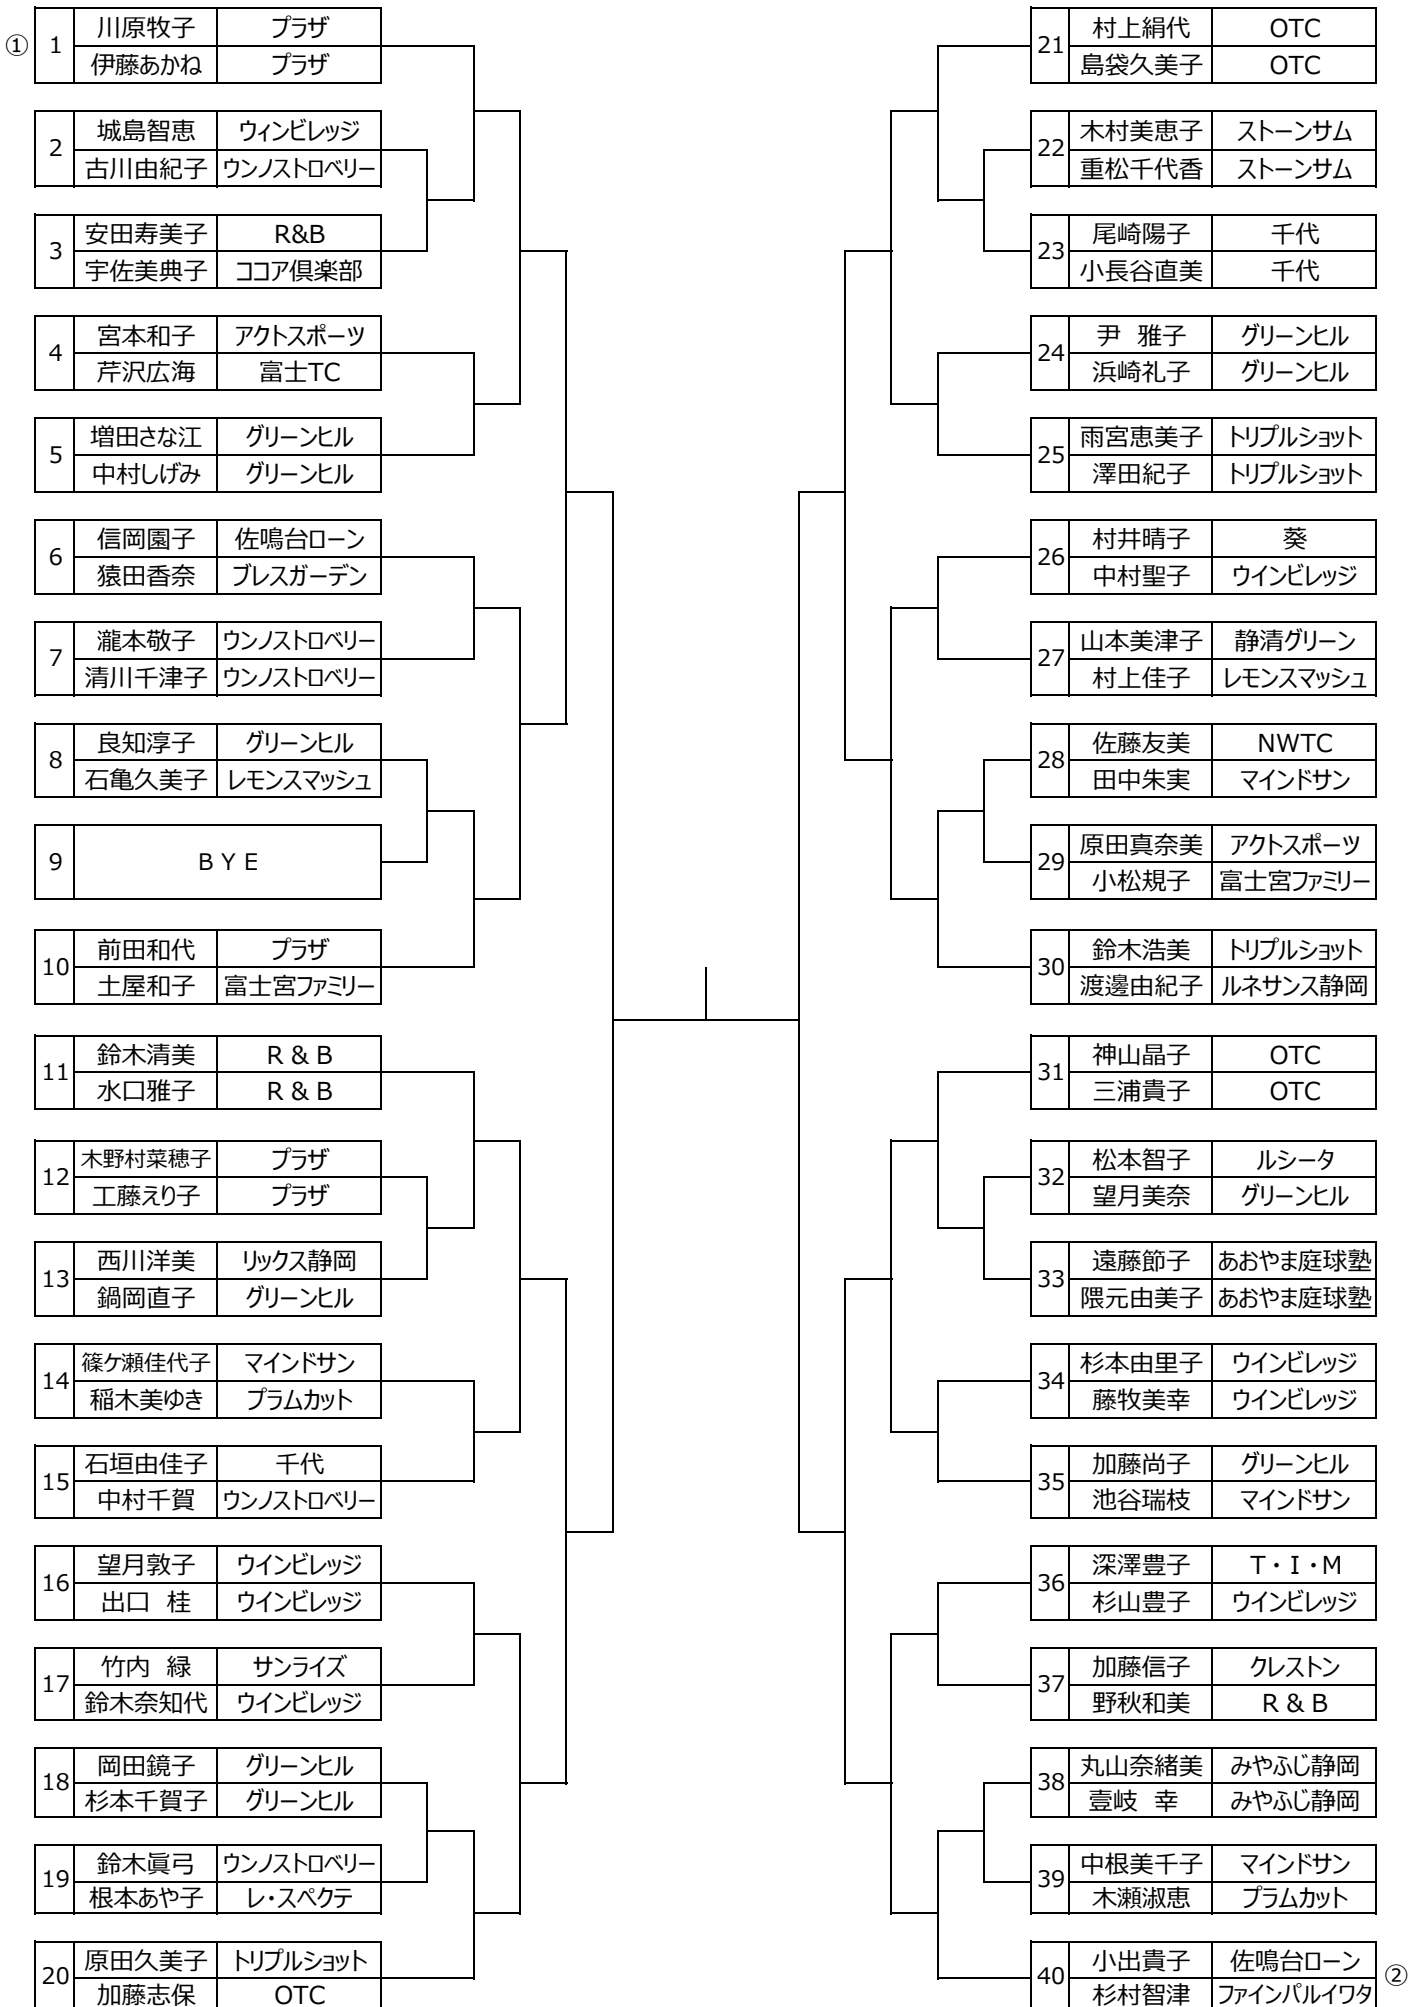 ① 1 川原牧子 プラザ
伊藤あかね プラザ
2 城島智恵 ウィンビレッジ
古川由紀子 ウンノストロベリー
3 安田寿美子 R&B
宇佐美典子 ココア倶楽部
4 宮本和子 アクトスポーツ
芹沢広海 富士TC
5 増田さな江 グリーンヒル
中村しげみ グリーンヒル
6 信岡園子 佐鳴台ローン
猿田香奈 ブレスガーデン
7 瀧本敬子 ウンノストロベリー
清川千津子 ウンノストロベリー
8 良知淳子 グリーンヒル
石亀久美子 レモンスマッシュ
9 BYE
10 前田和代 プラザ
土屋和子 富士宮ファミリー
11 鈴木清美 R & B
水口雅子 R & B
12 木野村菜穂子 プラザ
工藤えり子 プラザ
13 西川洋美 リックス静岡
鍋岡直子 グリーンヒル
14 篠ケ瀬佳代子 マインドサン
稲木美ゆき プラムカット
15 石垣由佳子 千代
中村千賀 ウンノストロベリー
16 望月敦子 ウインビレッジ
出口 桂 ウインビレッジ
17 竹内 緑 サンライズ
鈴木奈知代 ウインビレッジ
18 岡田鏡子 グリーンヒル
杉本千賀子 グリーンヒル
19 鈴木眞弓 ウンノストロベリー
根本あや子 レ・スペクテ
20 原田久美子 トリプルショット
加藤志保 OTC
21 村上絹代 OTC
島袋久美子 OTC
22 木村美恵子 ストーンサム
重松千代香 ストーンサム
23 尾崎陽子 千代
小長谷直美 千代
24 尹 雅子 グリーンヒル
浜崎礼子 グリーンヒル
25 雨宮恵美子 トリプルショット
澤田紀子 トリプルショット
26 村井晴子 葵
中村聖子 ウインビレッジ
27 山本美津子 静清グリーン
村上佳子 レモンスマッシュ
28 佐藤友美 NWTC
田中朱実 マインドサン
29 原田真奈美 アクトスポーツ
小松規子 富士宮ファミリー
30 鈴木浩美 トリプルショット
渡邊由紀子 ルネサンス静岡
31 神山晶子 OTC
三浦貴子 OTC
32 松本智子 ルシータ
望月美奈 グリーンヒル
33 遠藤節子 あおやま庭球塾
隈元由美子 あおやま庭球塾
34 杉本由里子 ウインビレッジ
藤牧美幸 ウインビレッジ
35 加藤尚子 グリーンヒル
池谷瑞枝 マインドサン
36 深澤豊子 T・I・M
杉山豊子 ウインビレッジ
37 加藤信子 クレストン
野秋和美 R & B
38 丸山奈緒美 みやふじ静岡
壹岐 幸 みやふじ静岡
39 中根美千子 マインドサン
木瀬淑恵 プラムカット
40 小出貴子 佐鳴台ローン ②
杉村智津 ファインパルイワタ